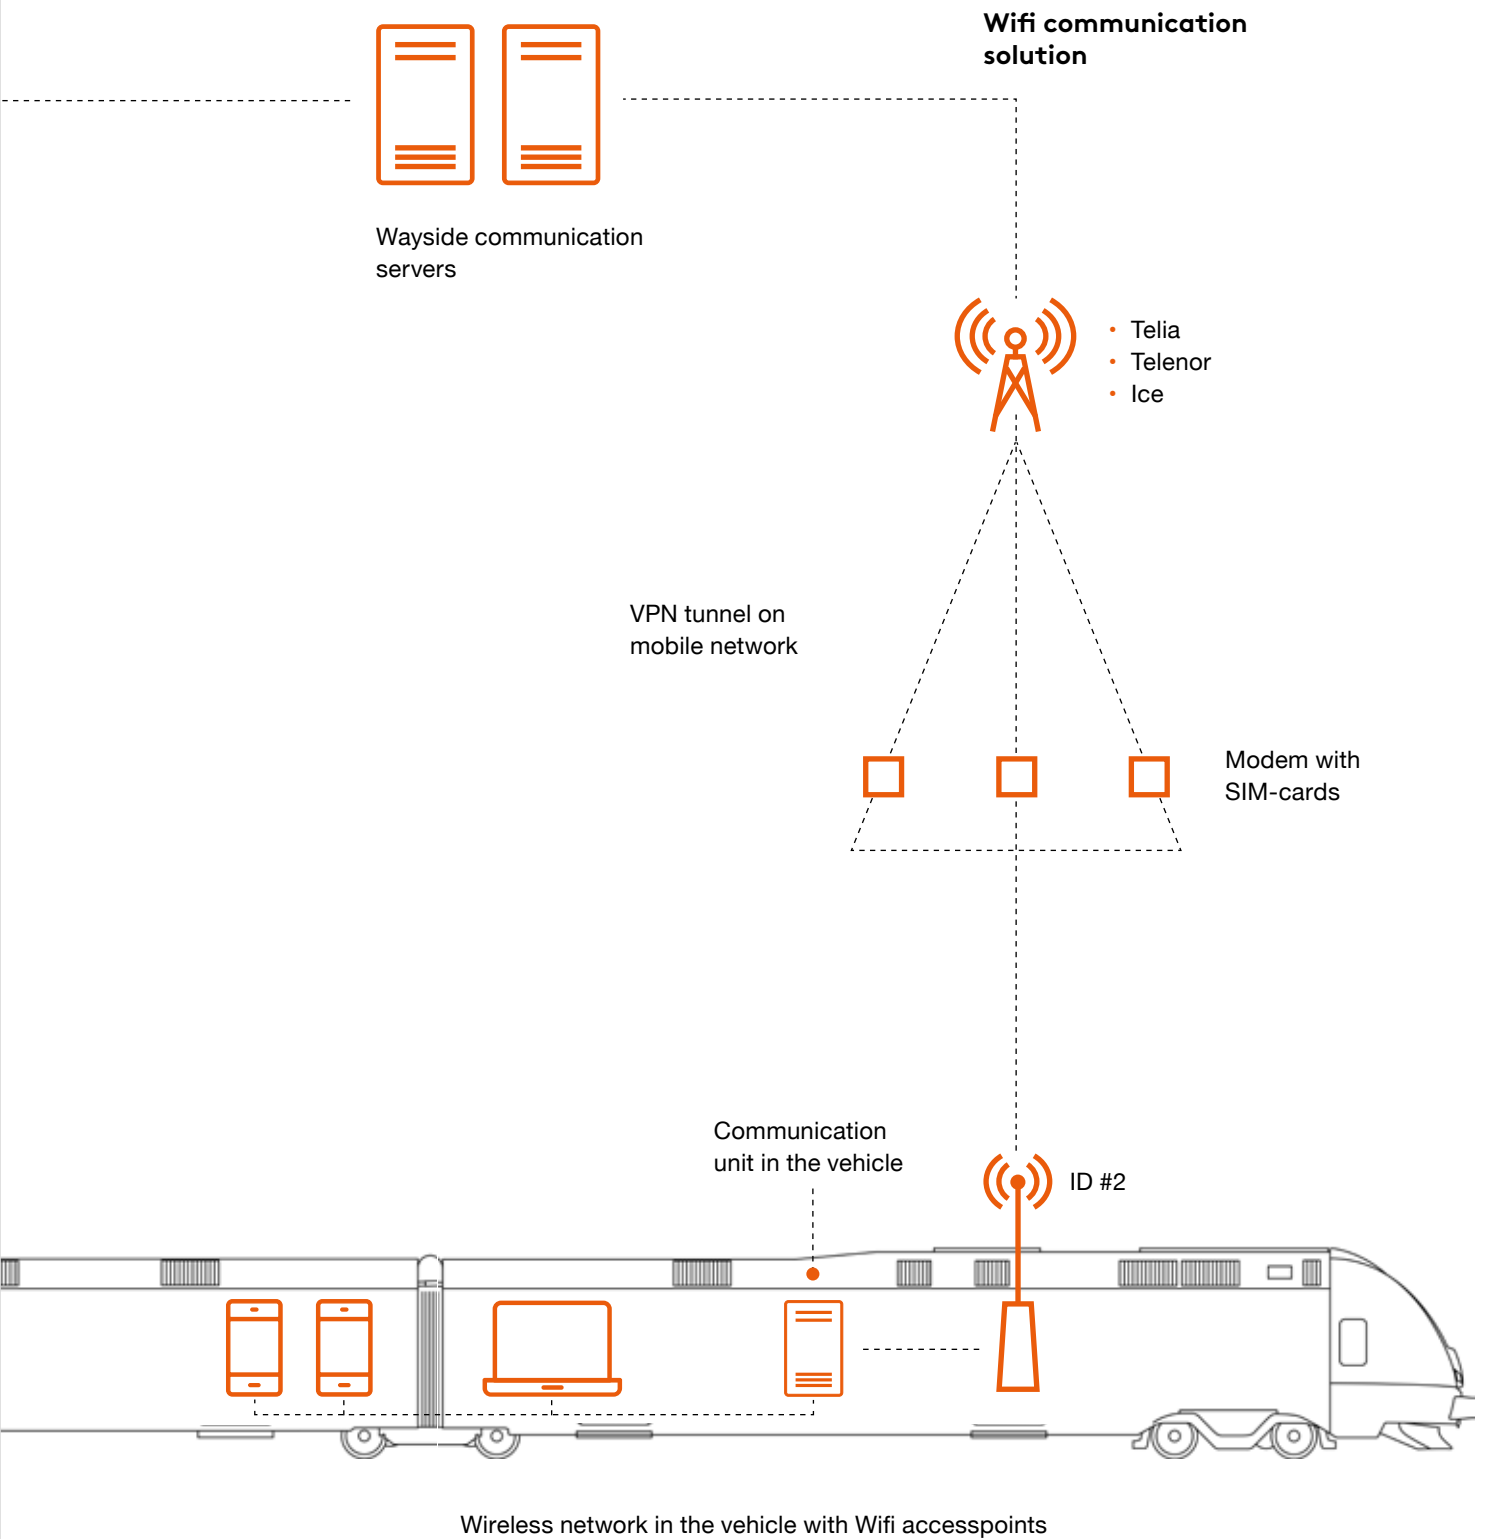 Wifi communication
solution
Wayside communication
servers
• Telia
• Telenor
• Ice
VPN tunnel on
mobile network
Modem with
SIM-cards
Communication
unit in the vehicle
ID #2
Wireless network in the vehicle with Wifi accesspoints